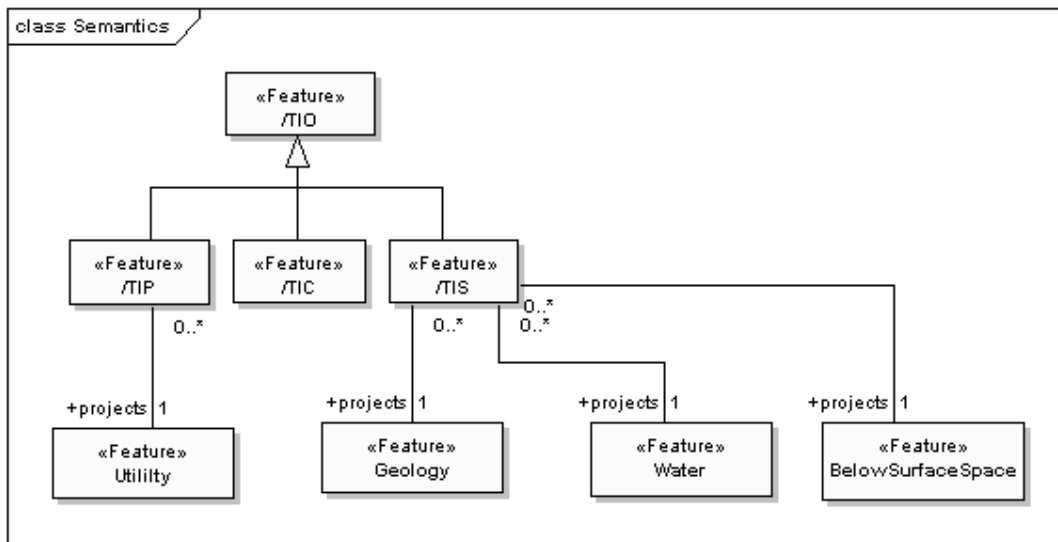 class Semantics
«Feature»
/TIO
«Feature»
/TIP
«Feature»
/TIC
«Feature»
/TIS
0..*
0..*
0..*
0..*
+projects 1
+projects 1
+projects 1
+projects 1
«Feature»
Utililty
«Feature»
Geology
«Feature»
Water
«Feature»
BelowSurfaceSpace